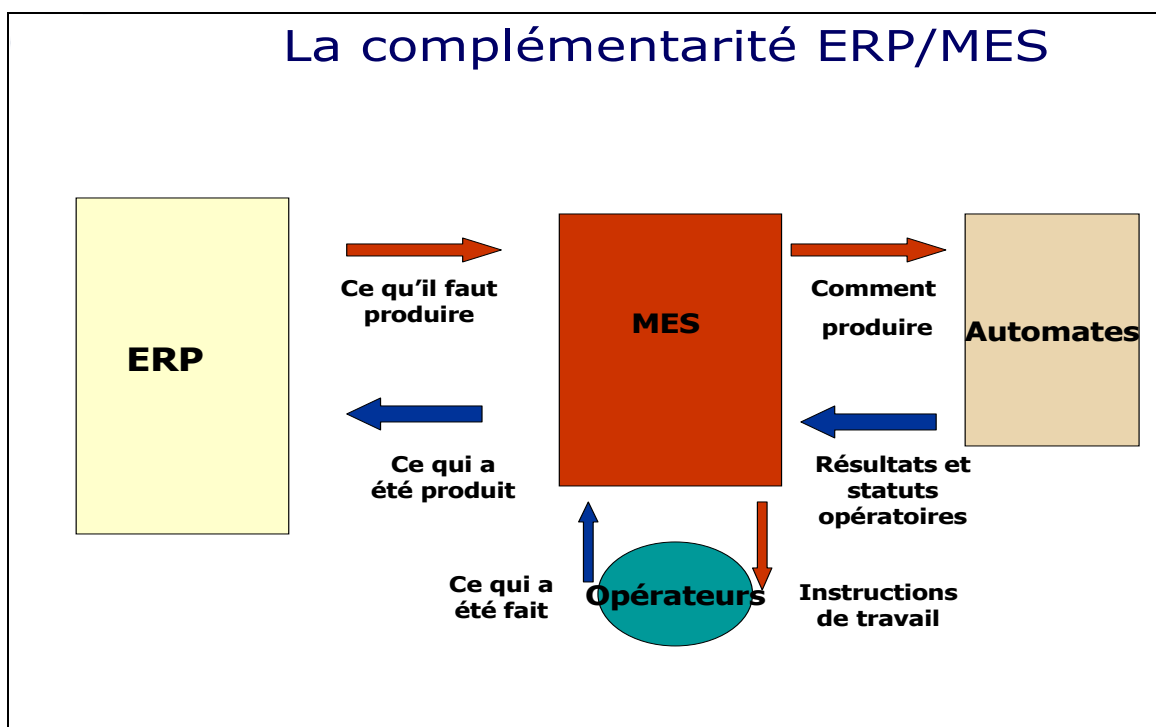 La complémentarité ERP/MES
ERP
Ce qu'il faut
produire
Ce qui a
été produit
MES
Comment
produire
Résultats et
statuts
opératoires
Automates
Ce qui a
été fait
Opérateurs
Instructions
de travail